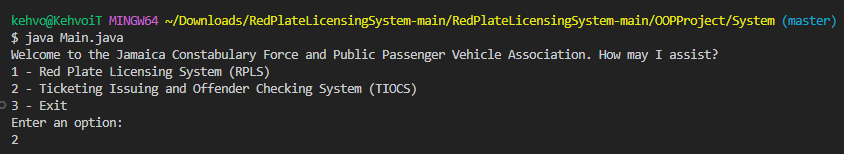 kehvo@KehvoiT MINGW64 ~/Downloads/RedPlateLicensingSystem-main/RedPlateLicensingSystem-main/OOPProject/System (master)
$ java Main.java
Welcome to the Jamaica Constabulary Force and Public Passenger Vehicle Association. How may I assist?
1 - Red Plate Licensing System (RPLS)
2 - Ticketing Issuing and Offender Checking System (TIOCS)
3 - Exit
Enter an option:
2